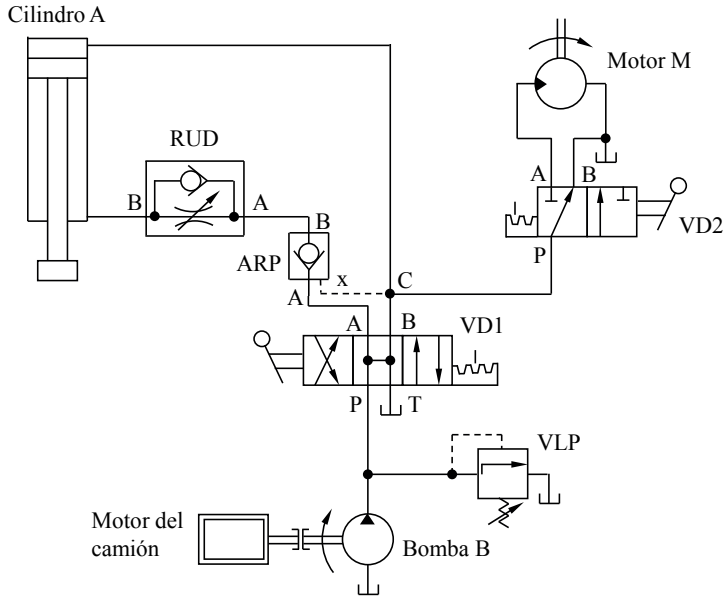 Cilindro A
Motor M
RUD
B
A
B
ARP
x
A
C
A
B
P
VD2
A
B
VD1
P
T
VLP
Motor del
camión
Bomba B